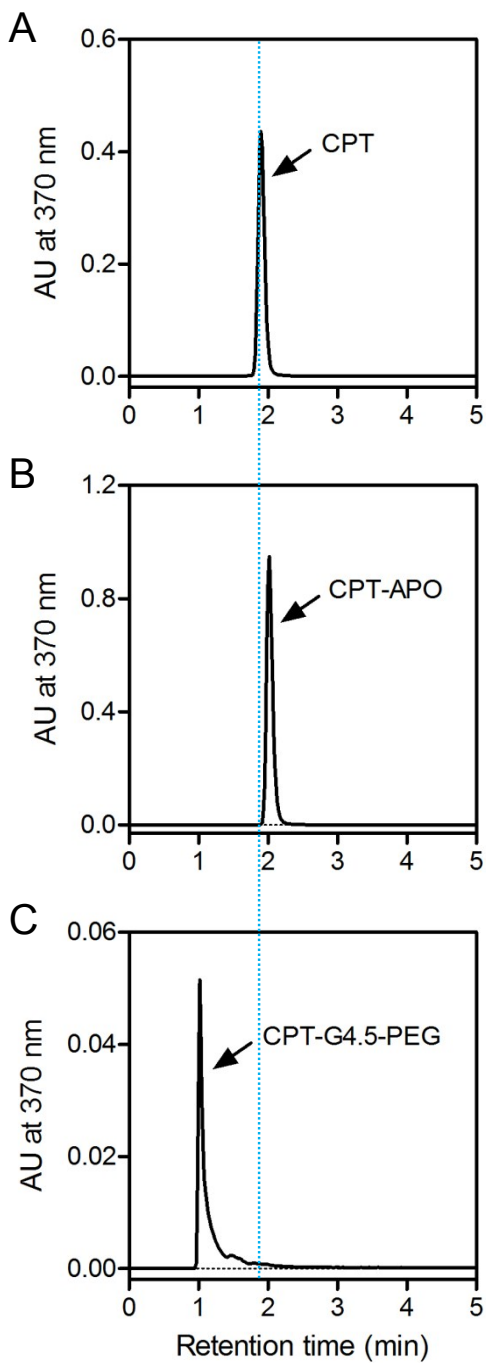 A
AU at 370 nm
0.6
0.4
0.2
0.0
CPT
0 1 2 3 4 5
B
AU at 370 nm
1.2
0.8
0.4
0.0
CPT-APO
0 1 2 3 4 5
C
AU at 370 nm
0.06
0.04
0.02
0.00
CPT-G4.5-PEG
0 1 2 3 4 5
Retention time (min)